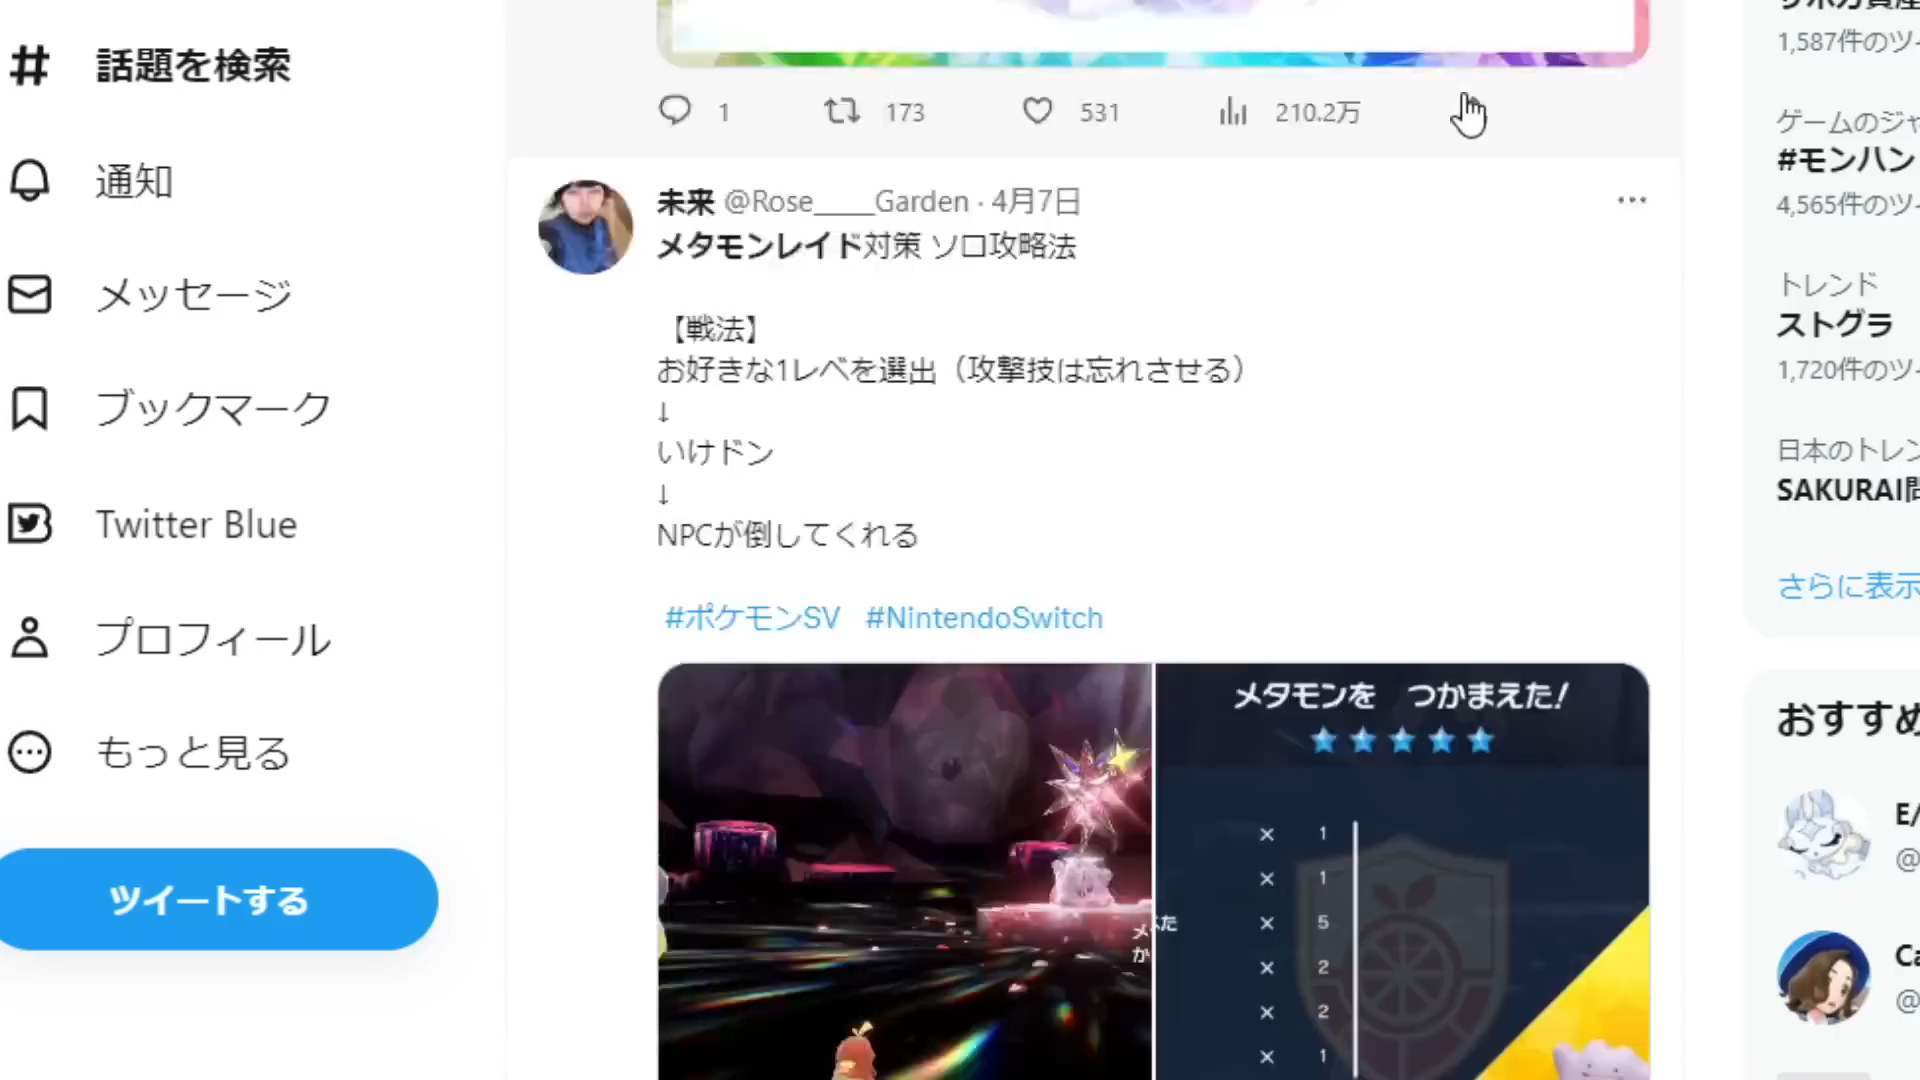 話題を検索
通知
メッセージ
ブックマーク
Twitter Blue
プロフィール
もっと見る
ツイートする
1 173 531 210.2万
未来 @Rose____Garden · 4月7日
メタモンレイド対策 ソロ攻略法
【戦法】
お好きな1レベを選出（攻撃技は忘れさせる）
↓
いけドン
↓
NPCが倒してくれる
#ポケモンSV #NintendoSwitch
メタモンを つかまえた!
× 1
× 1
× 5
× 2
× 2
× 1
1,587件のツイ
ゲームのジャ
#モンハン
4,565件のツイ
トレンド
ストグラ
1,720件のツイ
日本のトレン
SAKURAI
さらに表示
おすすめ
E/
@
Ca
@